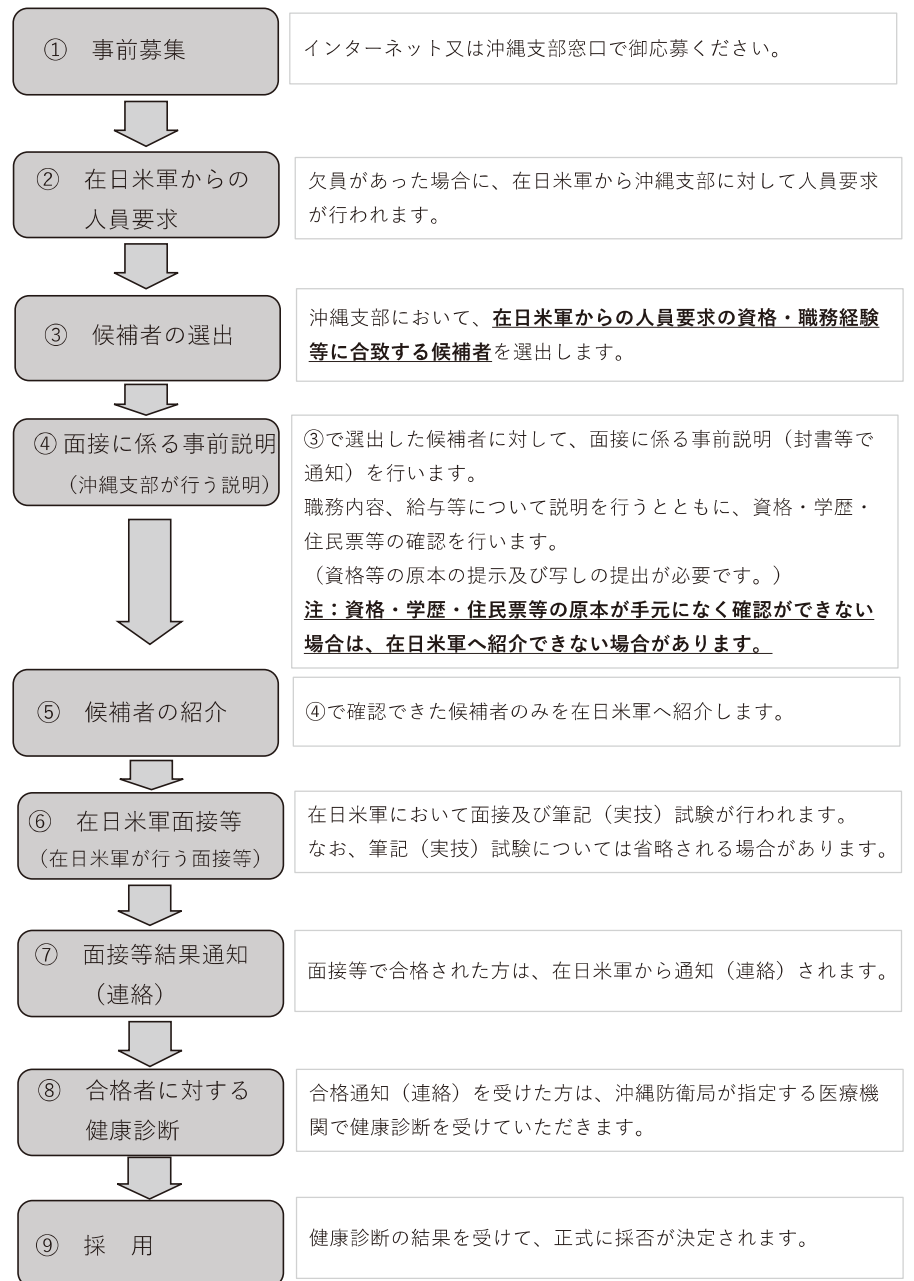 ① 事前募集
インターネット又は沖縄支部窓口で御応募ください。
② 在日米軍からの
人員要求
欠員があった場合に、在日米軍から沖縄支部に対して人員要求
が行われます。
③ 候補者の選出
沖縄支部において、在日米軍からの人員要求の資格・職務経験
等に合致する候補者を選出します。
④ 面接に係る事前説明
（沖縄支部が行う説明）
③で選出した候補者に対して、面接に係る事前説明（封書等で
通知）を行います。
職務内容、給与等について説明を行うとともに、資格・学歴・
住民票等の確認を行います。
（資格等の原本の提示及び写しの提出が必要です。）
注：資格・学歴・住民票等の原本が手元になく確認ができない
場合は、在日米軍へ紹介できない場合があります。
⑤ 候補者の紹介
④で確認できた候補者のみを在日米軍へ紹介します。
⑥ 在日米軍面接等
（在日米軍が行う面接等）
在日米軍において面接及び筆記（実技）試験が行われます。
なお、筆記（実技）試験については省略される場合があります。
⑦ 面接等結果通知
（連絡）
面接等で合格された方は、在日米軍から通知（連絡）されます。
⑧ 合格者に対する
健康診断
合格通知（連絡）を受けた方は、沖縄防衛局が指定する医療機
関で健康診断を受けていただきます。
⑨ 採 用
健康診断の結果を受けて、正式に採否が決定されます。